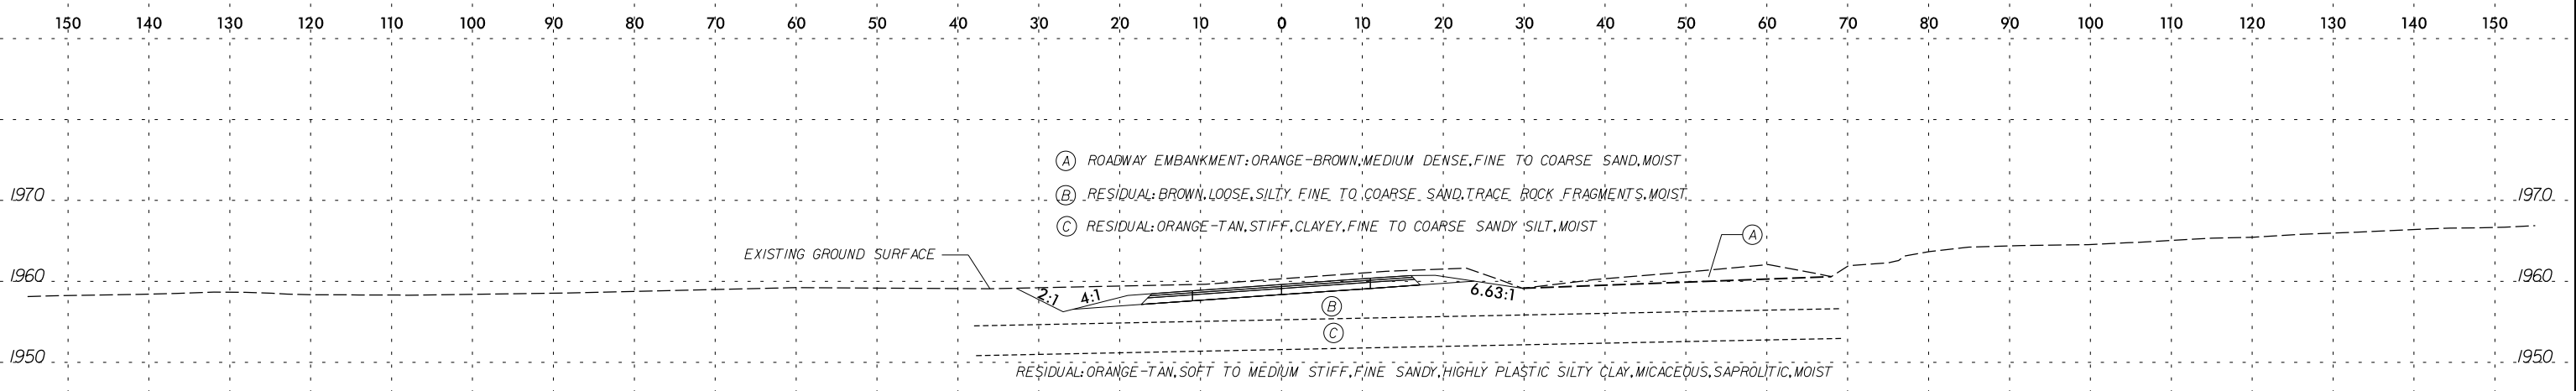 150 140 130 120 110 100 90 80 70 60 50 40 30 20 10 0 10 20 30 40 50 60 70 80 90 100 110 120 130 140 150
(A) ROADWAY EMBANKMENT: ORANGE-BROWN, MEDIUM DENSE, FINE TO COARSE SAND, MOIST
1970 (B) RESIDUAL: BROWN, LOOSE, SILTY FINE TO COARSE SAND, TRACE ROCK FRAGMENTS, MOIST 1970
(C) RESIDUAL: ORANGE-TAN, STIFF, CLAYEY, FINE TO COARSE SANDY SILT, MOIST
(A)
EXISTING GROUND SURFACE
1960 1960
2:1 4:1 6.63:1
(B)
(C)
1950 1950
RESIDUAL: ORANGE-TAN, SOFT TO MEDIUM STIFF, FINE SANDY, HIGHLY PLASTIC SILTY CLAY, MICACEOUS, SAPROLITIC, MOIST